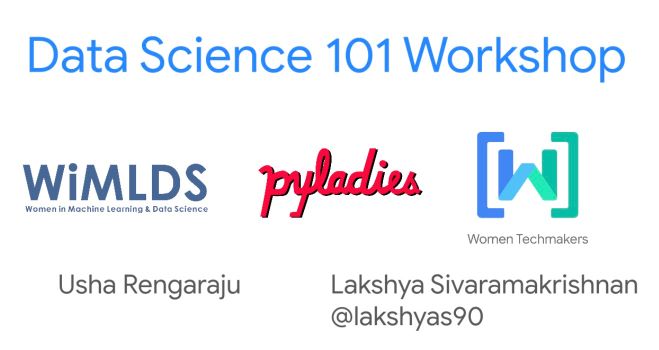 Data Science 101 Workshop
WiMLDS
Women in Machine Learning & Data Science
pyladies
Women Techmakers
Usha Rengaraju
Lakshya Sivaramakrishnan
@lakshyas90